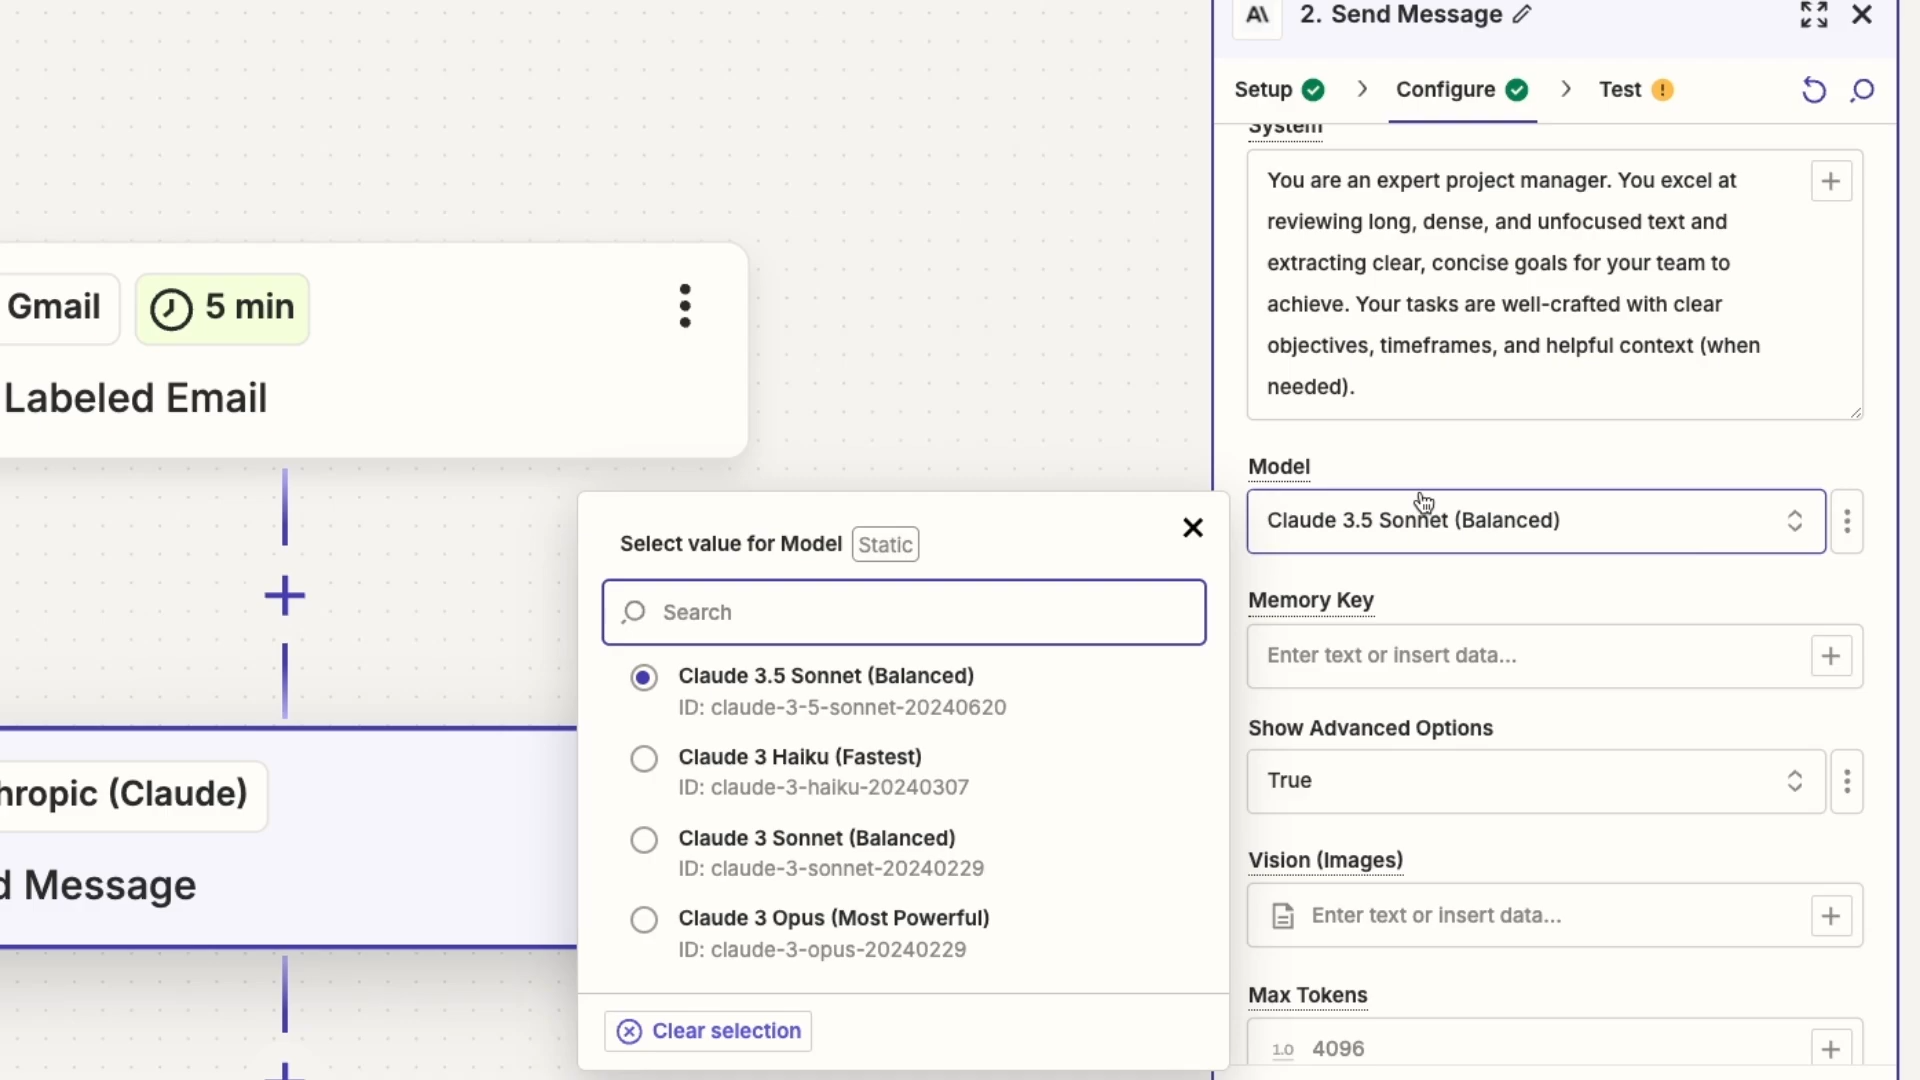 2. Send Message
Setup
Configure
Test
System
You are an expert project manager. You excel at
reviewing long, dense, and unfocused text and
extracting clear, concise goals for your team to
achieve. Your tasks are well-crafted with clear
objectives, timeframes, and helpful context (when
needed).
Gmail
5 min
Labeled Email
Model
Claude 3.5 Sonnet (Balanced)
Select value for Model
Static
Search
Claude 3.5 Sonnet (Balanced)
ID: claude-3-5-sonnet-20240620
Claude 3 Haiku (Fastest)
ID: claude-3-haiku-20240307
Claude 3 Sonnet (Balanced)
ID: claude-3-sonnet-20240229
Claude 3 Opus (Most Powerful)
ID: claude-3-opus-20240229
Clear selection
hropic (Claude)
d Message
Memory Key
Enter text or insert data...
Show Advanced Options
True
Vision (Images)
Enter text or insert data...
Max Tokens
1.0 4096